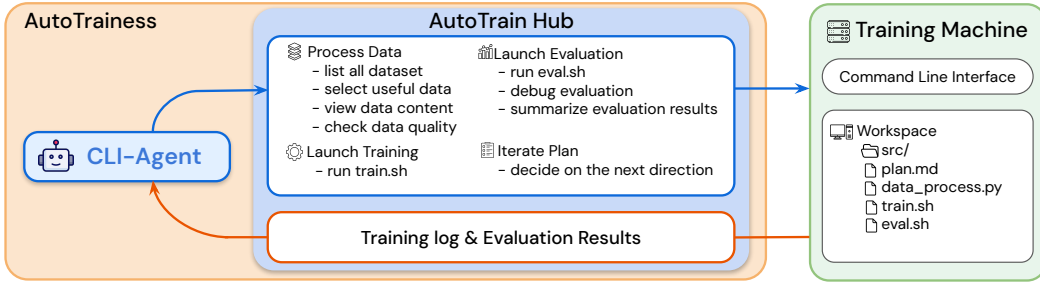 AutoTrainess
AutoTrain Hub
Process Data
- list all dataset
- select useful data
- view data content
- check data quality
Launch Training
- run train.sh
Launch Evaluation
- run eval.sh
- debug evaluation
- summarize evaluation results
Iterate Plan
- decide on the next direction
CLI-Agent
Training log & Evaluation Results
Training Machine
Command Line Interface
Workspace
src/
plan.md
data_process.py
train.sh
eval.sh